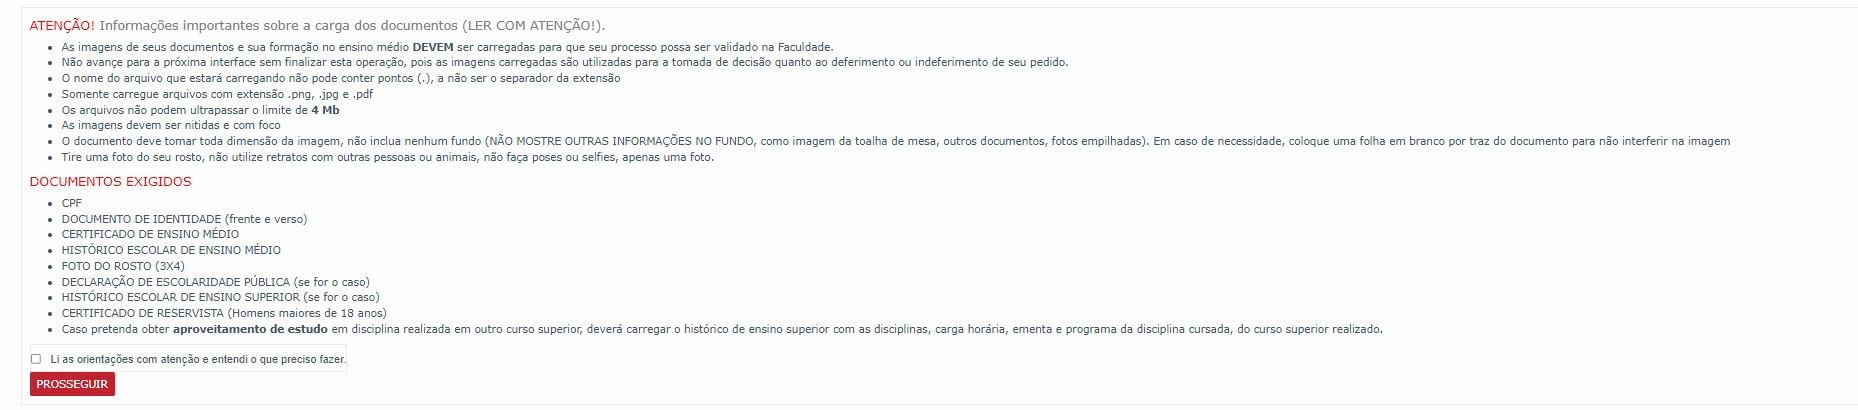 ATENÇÃO! Informações importantes sobre a carga dos documentos (LER COM ATENÇÃO!).
• As imagens de seus documentos e sua formação no ensino médio DEVEM ser carregadas para que seu processo possa ser validado na Faculdade.
• Não avançe para a próxima interface sem finalizar esta operação, pois as imagens carregadas são utilizadas para a tomada de decisão quanto ao deferimento ou indeferimento de seu pedido.
• O nome do arquivo que estará carregando não pode conter pontos (.), a não ser o separador da extensão
• Somente carregue arquivos com extensão .png, .jpg e .pdf
• Os arquivos não podem ultrapassar o limite de 4 Mb
• As imagens devem ser nitidas e com foco
• O documento deve tomar toda dimensão da imagem, não inclua nenhum fundo (NÃO MOSTRE OUTRAS INFORMAÇÕES NO FUNDO, como imagem da toalha de mesa, outros documentos, fotos empilhadas). Em caso de necessidade, coloque uma folha em branco por traz do documento para não interferir na imagem
• Tire uma foto do seu rosto, não utilize retratos com outras pessoas ou animais, não faça poses ou selfies, apenas uma foto.
DOCUMENTOS EXIGIDOS
• CPF
• DOCUMENTO DE IDENTIDADE (frente e verso)
• CERTIFICADO DE ENSINO MÉDIO
• HISTÓRICO ESCOLAR DE ENSINO MÉDIO
• FOTO DO ROSTO (3X4)
• DECLARAÇÃO DE ESCOLARIDADE PÚBLICA (se for o caso)
• HISTÓRICO ESCOLAR DE ENSINO SUPERIOR (se for o caso)
• CERTIFICADO DE RESERVISTA (Homens maiores de 18 anos)
• Caso pretenda obter aproveitamento de estudo em disciplina realizada em outro curso superior, deverá carregar o histórico de ensino superior com as disciplinas, carga horária, ementa e programa da disciplina cursada, do curso superior realizado.
Li as orientações com atenção e entendi o que preciso fazer.
PROSSEGUIR